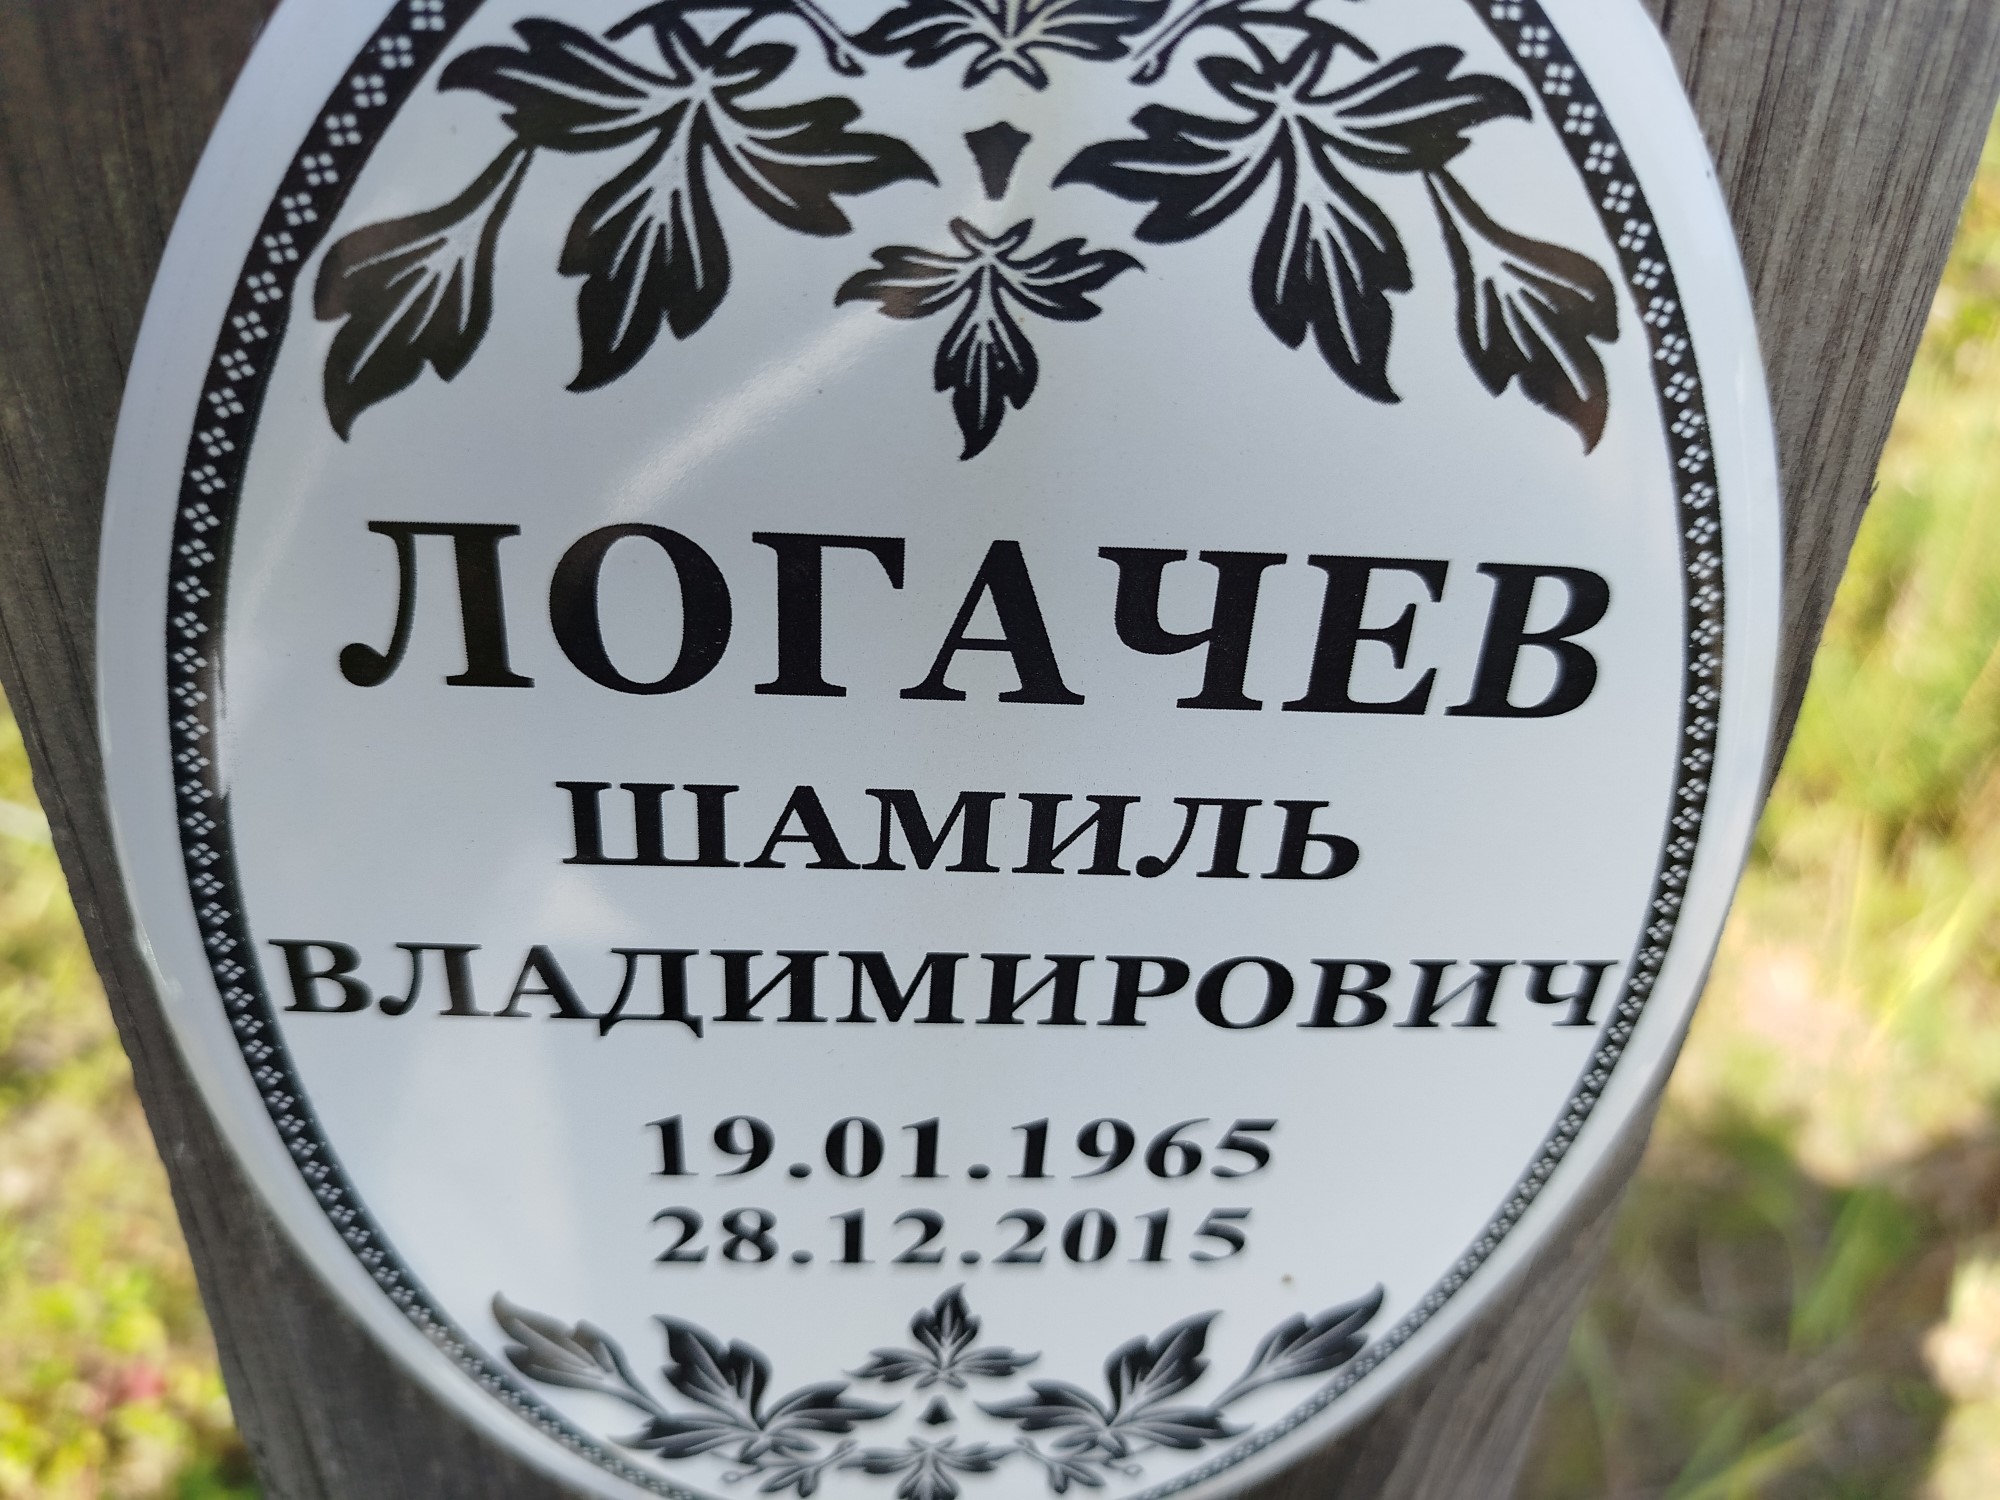 ЛОГАЧЕВ
ШАМИЛЬ
ВЛАДИМИРОВИЧ
19.01.1965
28.12.2015